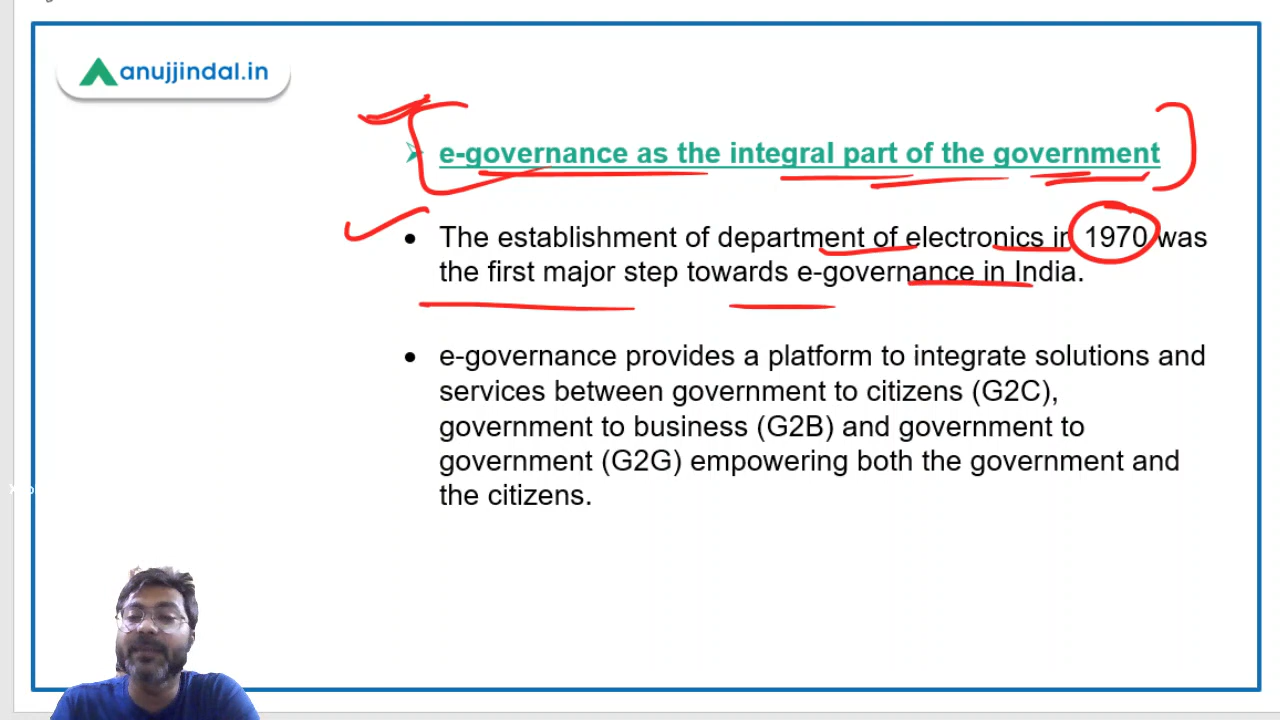 anujjindal.in
e-governance as the integral part of the government
The establishment of department of electronics in 1970 was
the first major step towards e-governance in India.
e-governance provides a platform to integrate solutions and
services between government to citizens (G2C),
government to business (G2B) and government to
government (G2G) empowering both the government and
the citizens.